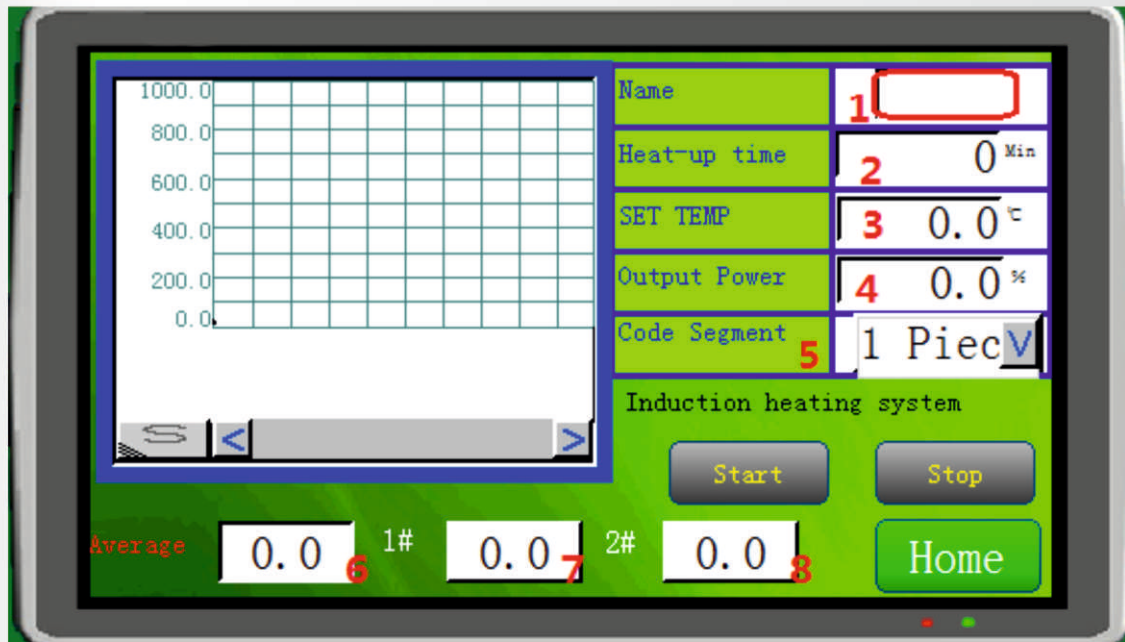 1000.0
800.0
600.0
400.0
200.0
0.0
Name 1
Heat-up time 2 0 Min
SET TEMP 3 0.0 ℃
Output Power 4 0.0 %
Code Segment 5 1 Piec V
Induction heating system
< >
Start Stop
Average 0.0 6 1# 0.0 7 2# 0.0 8
Home